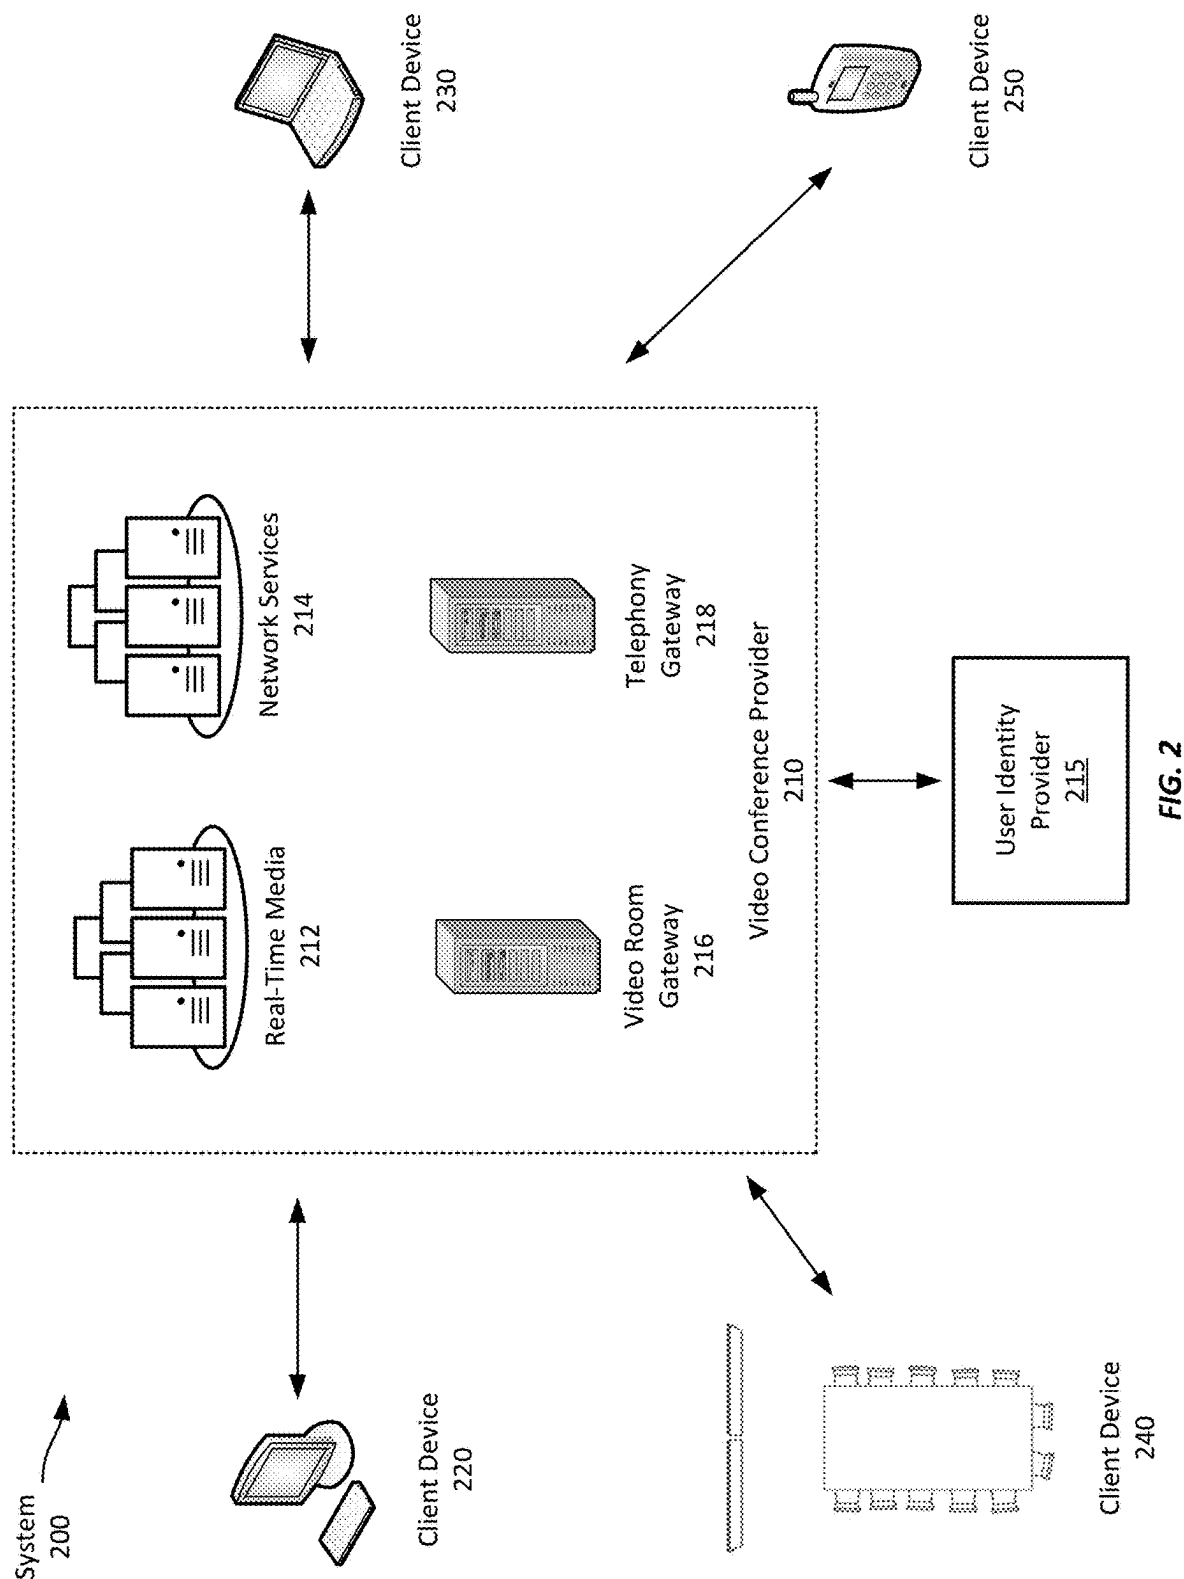 System
200
Client Device
220
Real-Time Media
212
Network Services
214
Client Device
230
Video Room
Gateway
216
Telephony
Gateway
218
Video Conference Provider
210
Client Device
240
User Identity
Provider
215
Client Device
250
FIG. 2